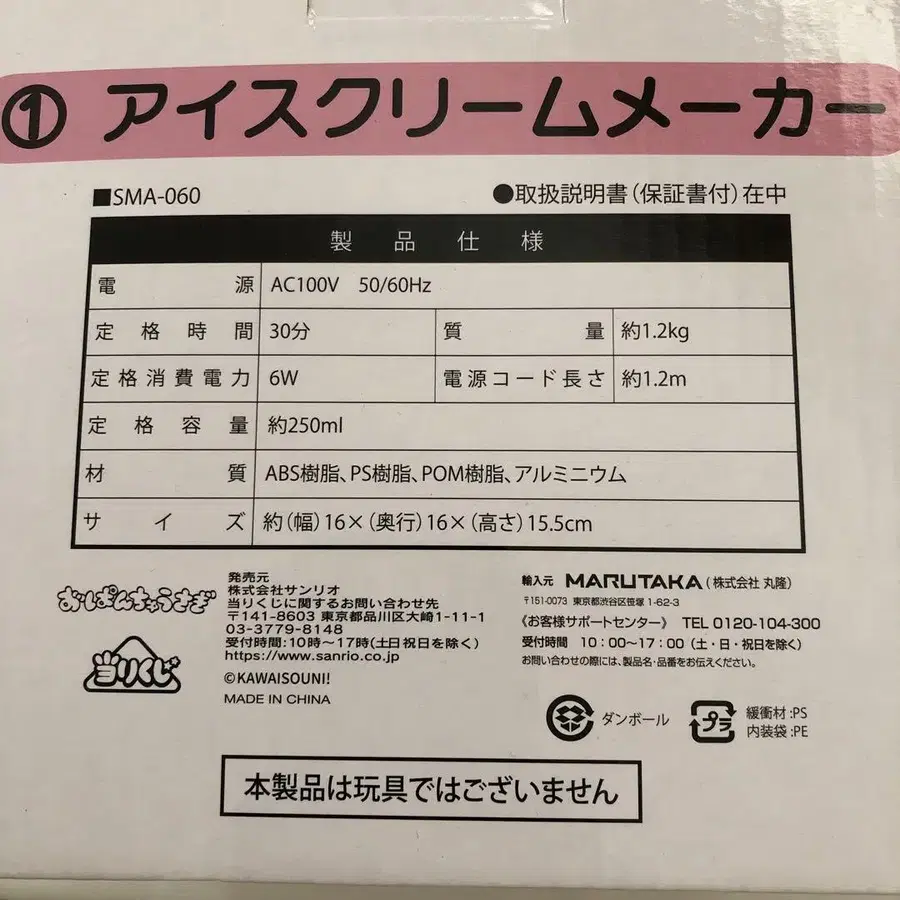 ① アイスクリームメーカー
■SMA-060 ●取扱説明書(保証書付)在中
製品仕様
電源 AC100V 50/60Hz
定格時間 30分 質量 約1.2kg
定格消費電力 6W 電源コード長さ 約1.2m
定格容量 約250ml
材質 ABS樹脂、PS樹脂、POM樹脂、アルミニウム
サイズ 約(幅)16×(奥行)16×(高さ)15.5cm
おしぱんちゅうさぎ
当りくじ
発売元
株式会社サンリオ
当りくじに関するお問い合わせ先
〒141-8603 東京都品川区大崎1-11-1
03-3779-8148
受付時間:10時〜17時(土日祝日を除く)
https://www.sanrio.co.jp
©KAWAISOUNI!
MADE IN CHINA
輸入元 MARUTAKA (株式会社 丸隆)
〒151-0073 東京都渋谷区笹塚 1-62-3
《お客様サポートセンター》 TEL 0120-104-300
受付時間 10:00〜17:00 (土・日・祝日を除く)
お問い合わせの際には、製品名・品番をお伝えください。
ダンボール
プラ
緩衝材:PS
内装袋:PE
本製品は玩具ではございません